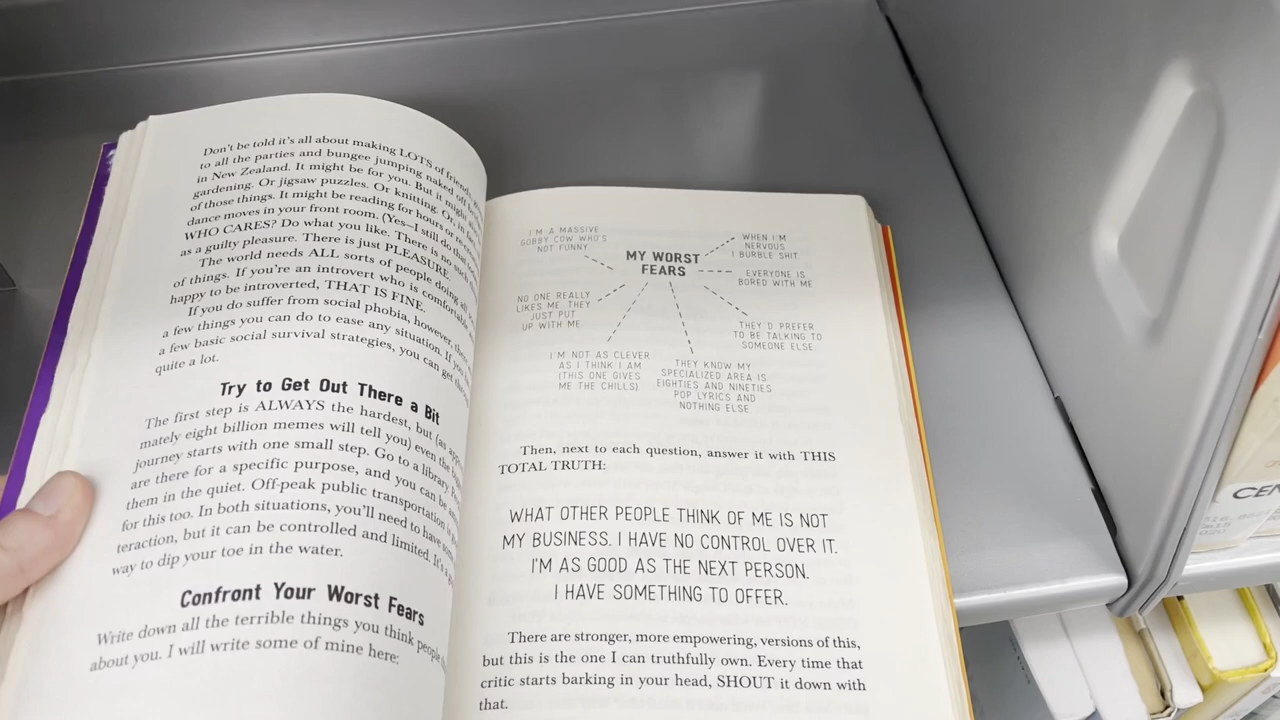 Don't be told it's all about making LOTS of friends,
to all the parties and bungee jumping naked off
in New Zealand. It might be for you. But it might
gardening. Or jigsaw puzzles. Or knitting. Or,
of those things. It might be reading for hours or
dance moves in your front room. (Yes—I still do that
WHO CARES? Do what you like. There is no such
as a guilty pleasure. There is just PLEASURE.
The world needs ALL sorts of people doing all
of things. If you're an introvert who is comfortable
happy to be introverted, THAT IS FINE.
If you do suffer from social phobia, however,
a few things you can do to ease any situation. If you
a few basic social survival strategies, you can get
quite a lot.
Try to Get Out There a Bit
The first step is ALWAYS the hardest, but (as
mately eight billion memes will tell you) even the
journey starts with one small step. Go to a library.
are there for a specific purpose, and you can be
them in the quiet. Off-peak public transportation
for this too. In both situations, you'll need to have some
teraction, but it can be controlled and limited. It's a
way to dip your toe in the water.
Confront Your Worst Fears
Write down all the terrible things you think people
about you. I will write some of mine here:
MY WORST
FEARS
I'M A MASSIVE
GOBBY COW WHO'S
NOT FUNNY
WHEN I'M
NERVOUS
I BURBLE SHIT
EVERYONE IS
BORED WITH ME
NO ONE REALLY
LIKES ME THEY
JUST PUT
UP WITH ME
THEY'D PREFER
TO BE TALKING TO
SOMEONE ELSE
I'M NOT AS CLEVER
AS I THINK I AM
(THIS ONE GIVES
ME THE CHILLS)
THEY KNOW MY
SPECIALIZED AREA IS
EIGHTIES AND NINETIES
POP LYRICS AND
NOTHING ELSE
Then, next to each question, answer it with THIS
TOTAL TRUTH:
WHAT OTHER PEOPLE THINK OF ME IS NOT
MY BUSINESS. I HAVE NO CONTROL OVER IT.
I'M AS GOOD AS THE NEXT PERSON.
I HAVE SOMETHING TO OFFER.
There are stronger, more empowering, versions of this,
but this is the one I can truthfully own. Every time that
critic starts barking in your head, SHOUT it down with
that.
CEN